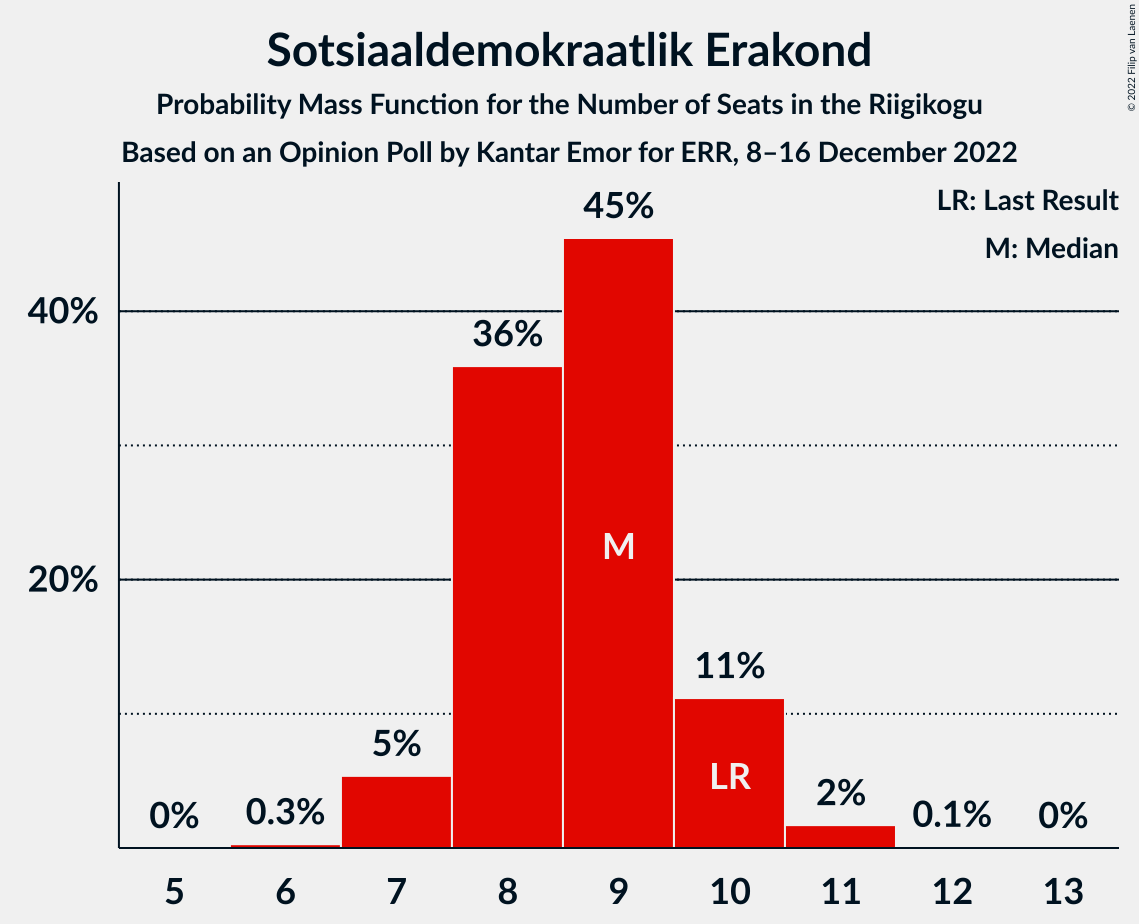 Sotsiaaldemokraatlik Erakond
Probability Mass Function for the Number of Seats in the Riigikogu
Based on an Opinion Poll by Kantar Emor for ERR, 8–16 December 2022
© 2022 Filip van Laenen
LR: Last Result
M: Median
45%
40%
36%
M
20%
11%
LR
5%
2%
0%
0.3%
0.1%
0%
5 6 7 8 9 10 11 12 13